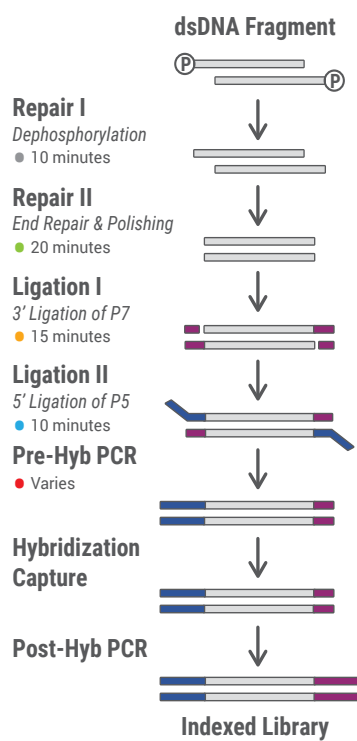 dsDNA Fragment
P
P
Repair I
Dephosphorylation
10 minutes
Repair II
End Repair & Polishing
20 minutes
Ligation I
3' Ligation of P7
15 minutes
Ligation II
5' Ligation of P5
10 minutes
Pre-Hyb PCR
Varies
Hybridization
Capture
Post-Hyb PCR
Indexed Library